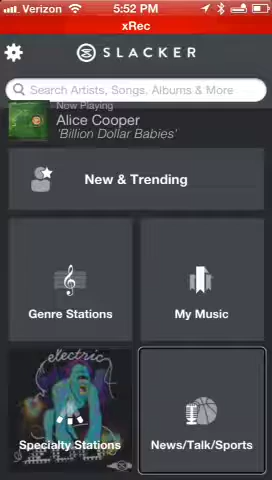 Verizon 5:52 PM
xRec
SLACKER
Search Artists, Songs, Albums & More
Now Playing
Alice Cooper
'Billion Dollar Babies'
New & Trending
Genre Stations
My Music
electric
Specialty Stations
News/Talk/Sports